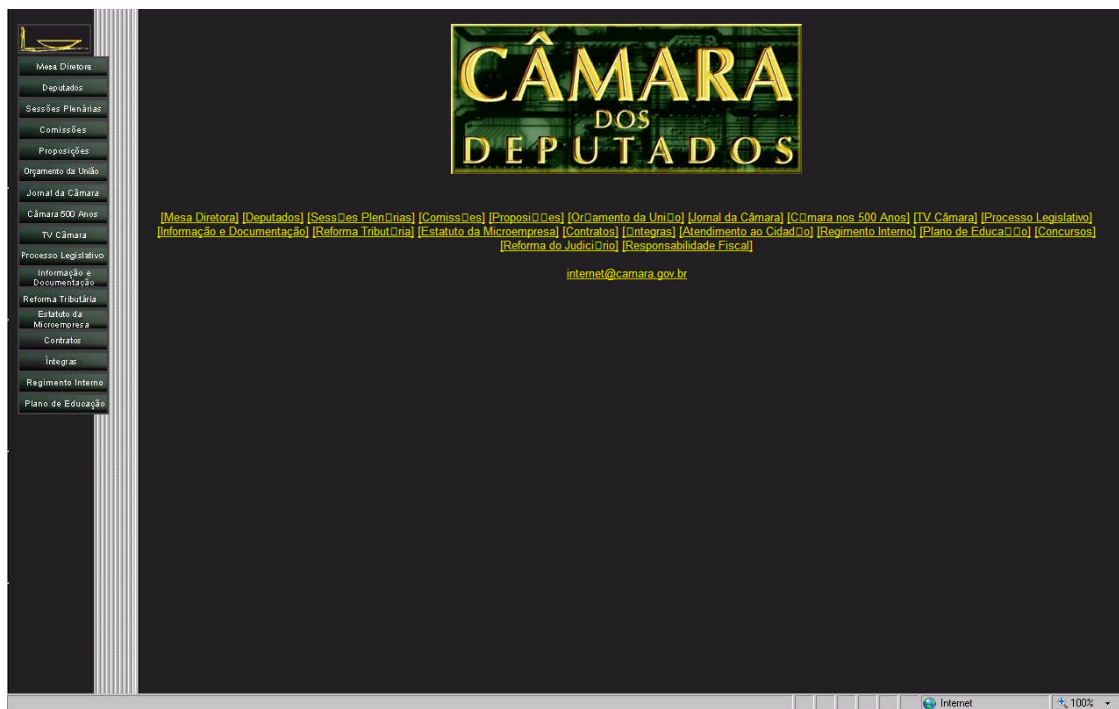 Mesa Diretora
Deputados
Sessões Plenárias
Comissões
Proposições
Orçamento da União
Jornal da Câmara
Câmara 500 Anos
TV Câmara
Processo Legislativo
Informação e
Documentação
Reforma Tributária
Estatuto da
Microempresa
Contratos
Íntegras
Regimento Interno
Plano de Educação
CÂMARA
DOS
DEPUTADOS
[Mesa Diretora] [Deputados] [Sess□es Plen□rias] [Comiss□es] [Proposi□□es] [Or□amento da Uni□o] [Jornal da Câmara] [C□mara nos 500 Anos] [TV Câmara] [Processo Legislativo]
[Informação e Documentação] [Reforma Tribut□ria] [Estatuto da Microempresa] [Contratos] [□ntegras] [Atendimento ao Cidad□o] [Regimento Interno] [Plano de Educa□□o] [Concursos]
[Reforma do Judici□rio] [Responsabilidade Fiscal]
internet@camara.gov.br
Internet
100%